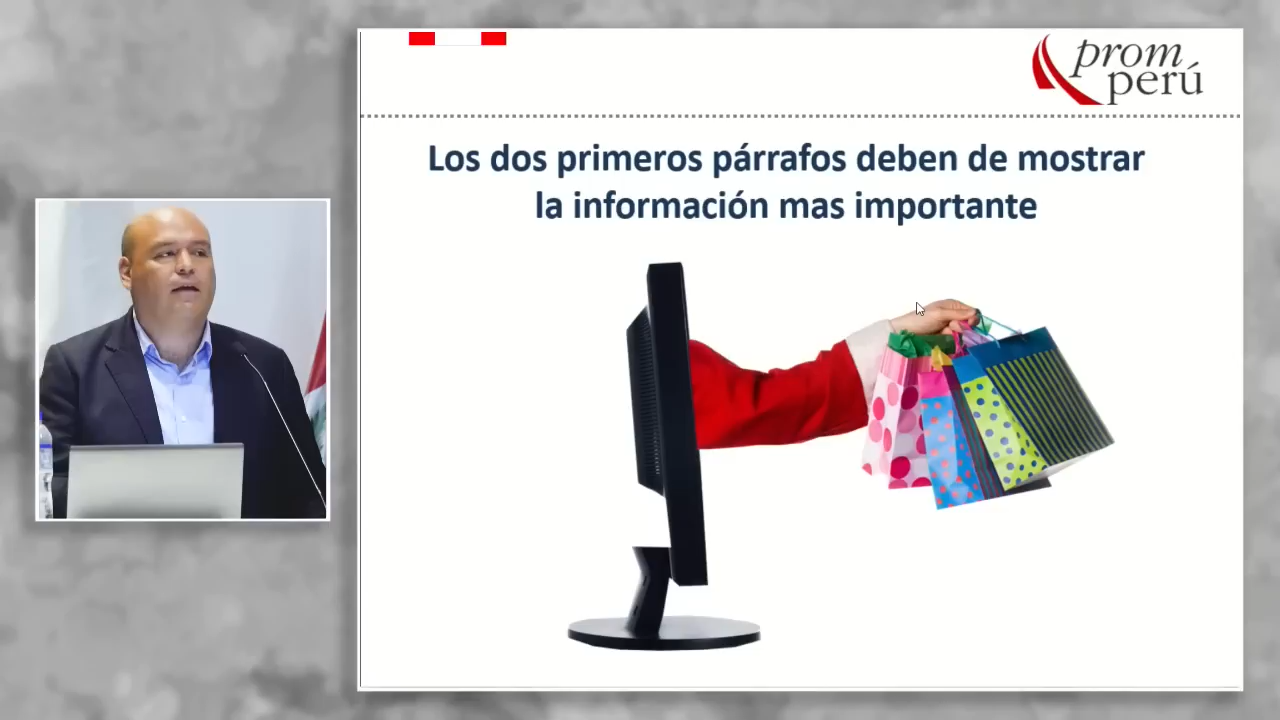 prom
perú
Los dos primeros párrafos deben de mostrar
la información mas importante